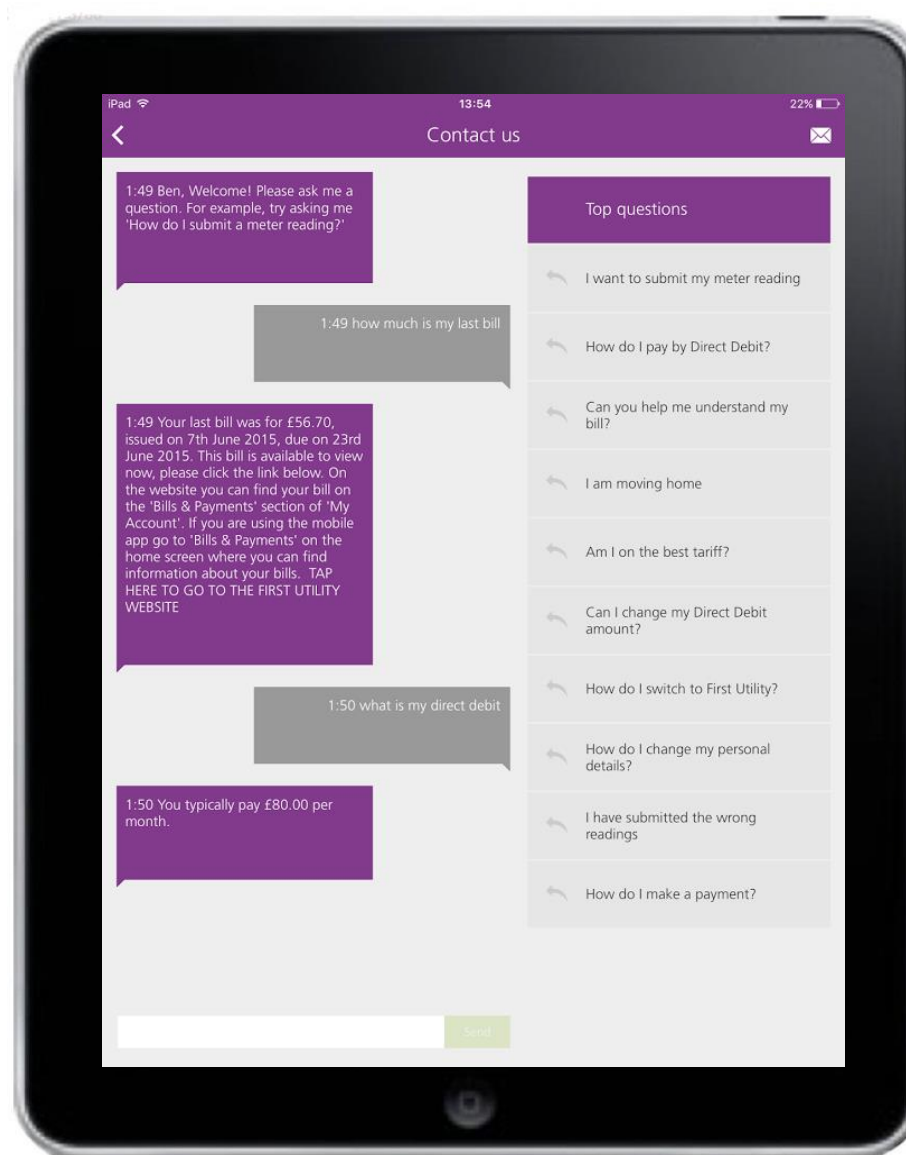 iPad
13:54
22%
Contact us
1:49 Ben, Welcome! Please ask me a
question. For example, try asking me
'How do I submit a meter reading?'
1:49 how much is my last bill
1:49 Your last bill was for £56.70,
issued on 7th June 2015, due on 23rd
June 2015. This bill is available to view
now, please click the link below. On
the website you can find your bill on
the 'Bills & Payments' section of 'My
Account'. If you are using the mobile
app go to 'Bills & Payments' on the
home screen where you can find
information about your bills.  TAP
HERE TO GO TO THE FIRST UTILITY
WEBSITE
1:50 what is my direct debit
1:50 You typically pay £80.00 per
month.
Send
Top questions
I want to submit my meter reading
How do I pay by Direct Debit?
Can you help me understand my
bill?
I am moving home
Am I on the best tariff?
Can I change my Direct Debit
amount?
How do I switch to First Utility?
How do I change my personal
details?
I have submitted the wrong
readings
How do I make a payment?